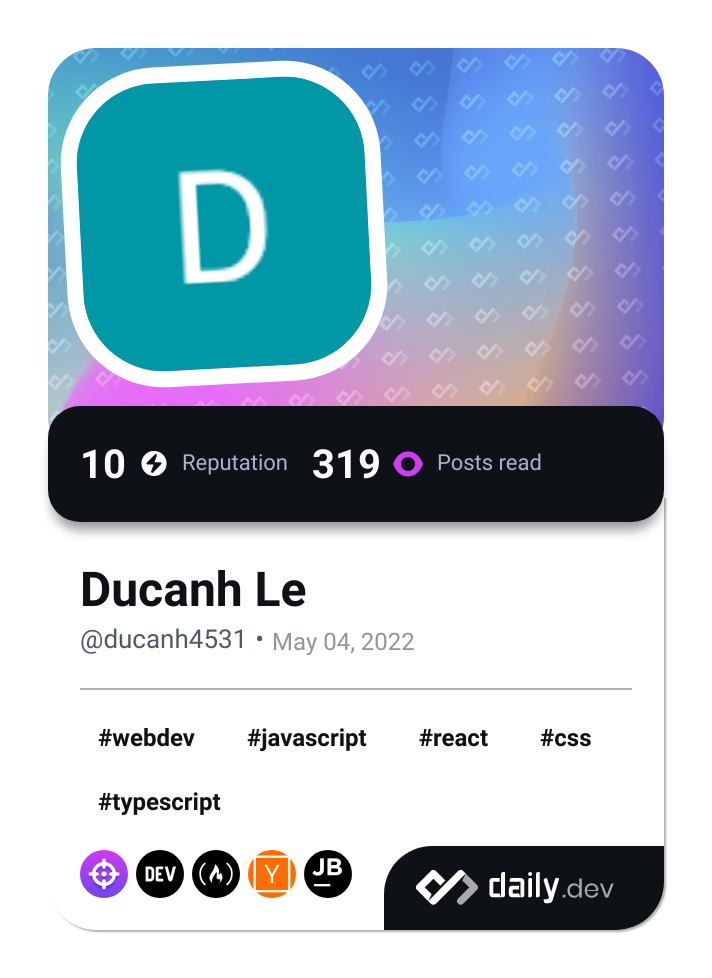 D
10 Reputation 319 Posts read
Ducanh Le
@ducanh4531 • May 04, 2022
#webdev #javascript #react #css
#typescript
DEV Y JB
daily.dev